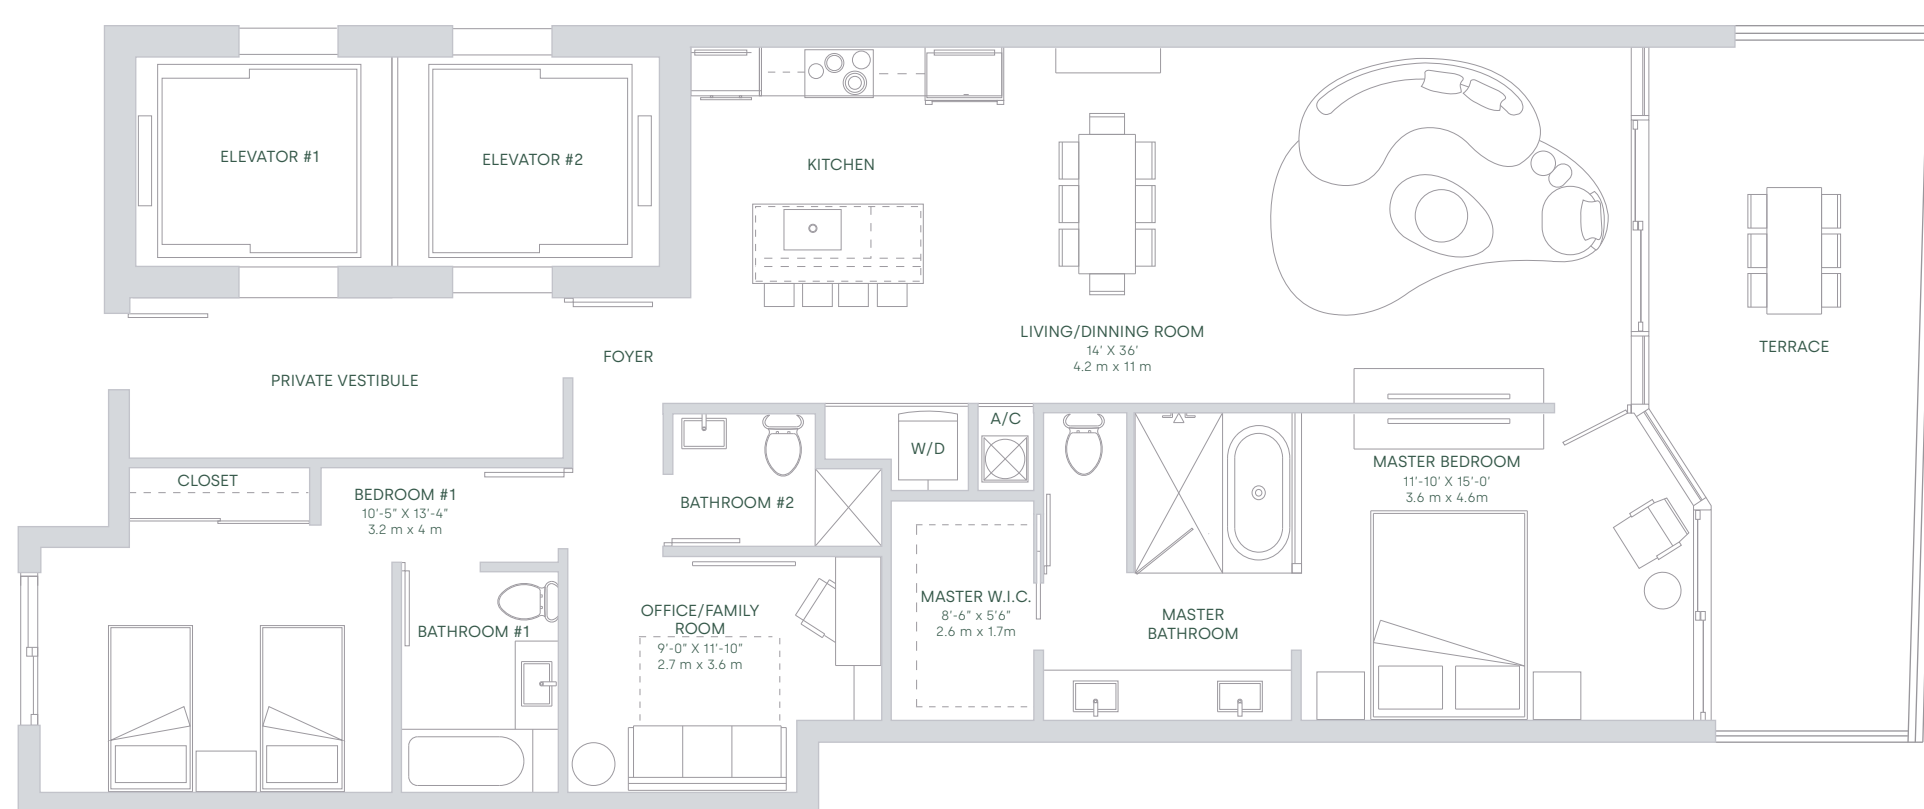 ELEVATOR #1
ELEVATOR #2
KITCHEN
LIVING/DINNING ROOM
14' X 36'
4.2 m x 11 m
TERRACE
FOYER
PRIVATE VESTIBULE
CLOSET
BEDROOM #1
10'-5" X 13'-4"
3.2 m x 4 m
BATHROOM #2
W/D
A/C
MASTER BEDROOM
11'-10' X 15'-0'
3.6 m x 4.6m
BATHROOM #1
OFFICE/FAMILY
ROOM
9'-0" X 11'-10"
2.7 m x 3.6 m
MASTER W.I.C.
8'-6" x 5'6"
2.6 m x 1.7m
MASTER
BATHROOM